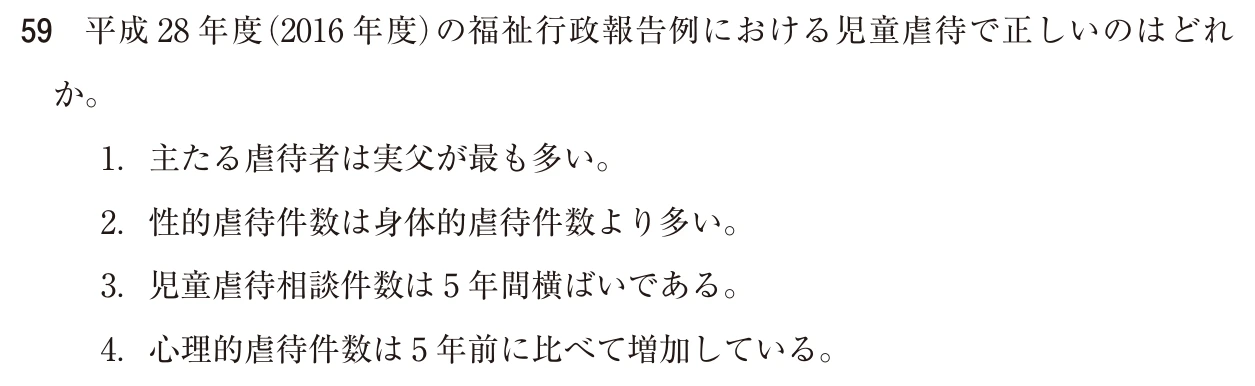 59 平成 28 年度(2016 年度)の福祉行政報告例における児童虐待で正しいのはどれ
か。
1. 主たる虐待者は実父が最も多い。
2. 性的虐待件数は身体的虐待件数より多い。
3. 児童虐待相談件数は 5 年間横ばいである。
4. 心理的虐待件数は 5 年前に比べて増加している。